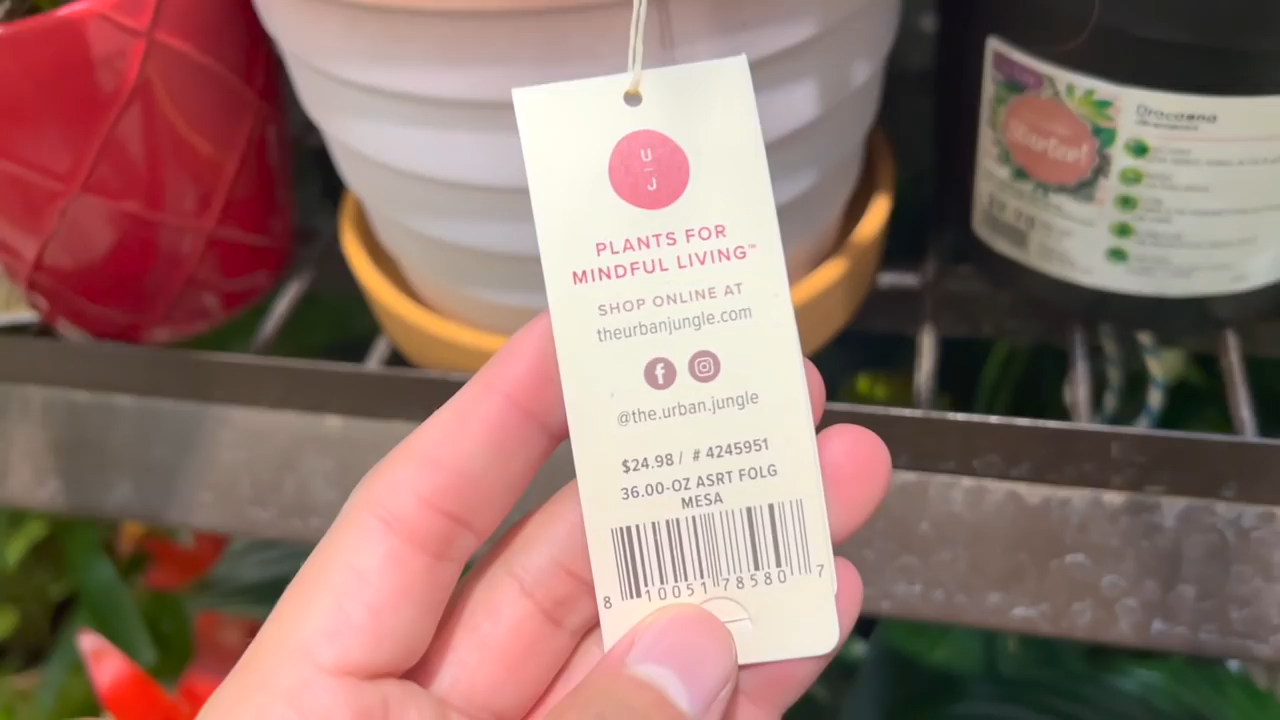 U
J
PLANTS FOR
MINDFUL LIVING™
SHOP ONLINE AT
theurbanjungle.com
@the.urban.jungle
$24.98 / # 4245951
36.00-OZ ASRT FOLG
MESA
8 10051 78580 7
Dracaena